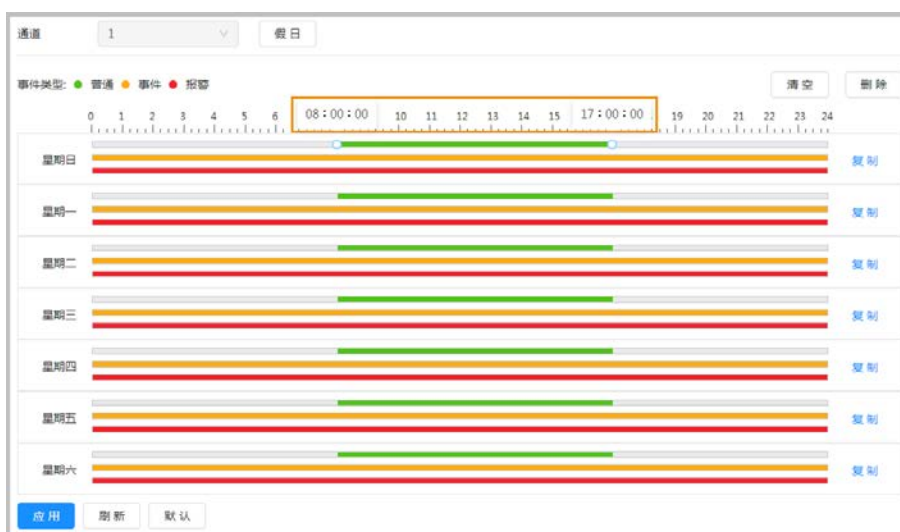 通道 1 假日
事件类型: 普通 事件 报警 清空 删除
0 1 2 3 4 5 6 08:00:00 10 11 12 13 14 15 17:00:00 19 20 21 22 23 24
星期日 复制
星期一 复制
星期二 复制
星期三 复制
星期四 复制
星期五 复制
星期六 复制
应用 刷新 默认